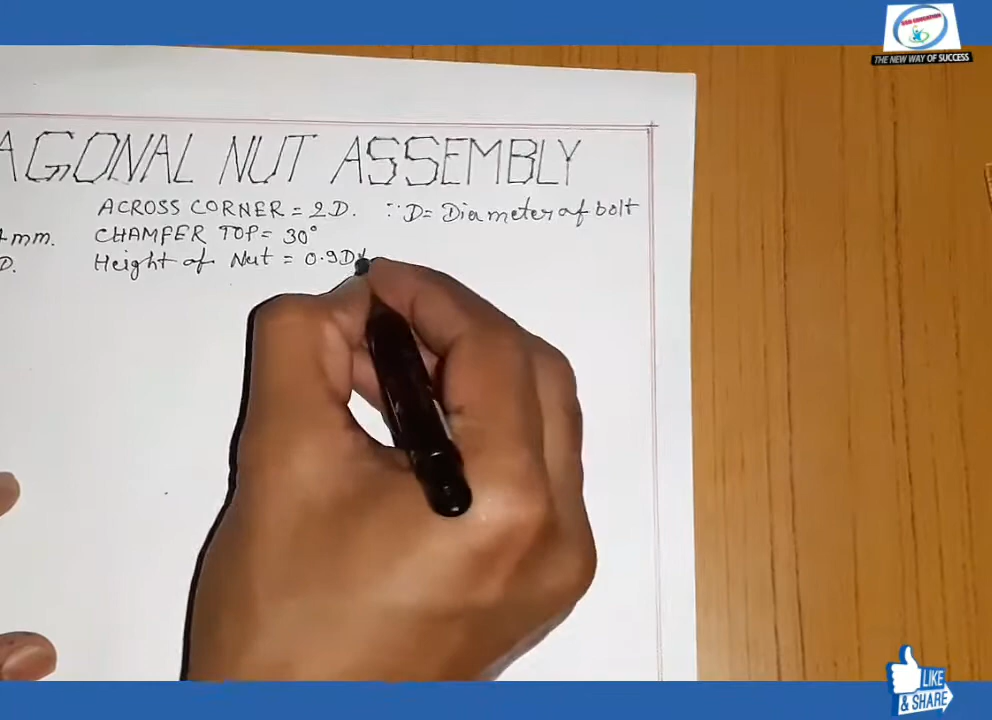 AGONAL NUT ASSEMBLY
ACROSS CORNER = 2D. ∵ D = Diameter of bolt
mm. CHAMFER TOP = 30°
D. Height of Nut = 0.9D
THE NEW WAY OF SUCCESS
LIKE
& SHARE